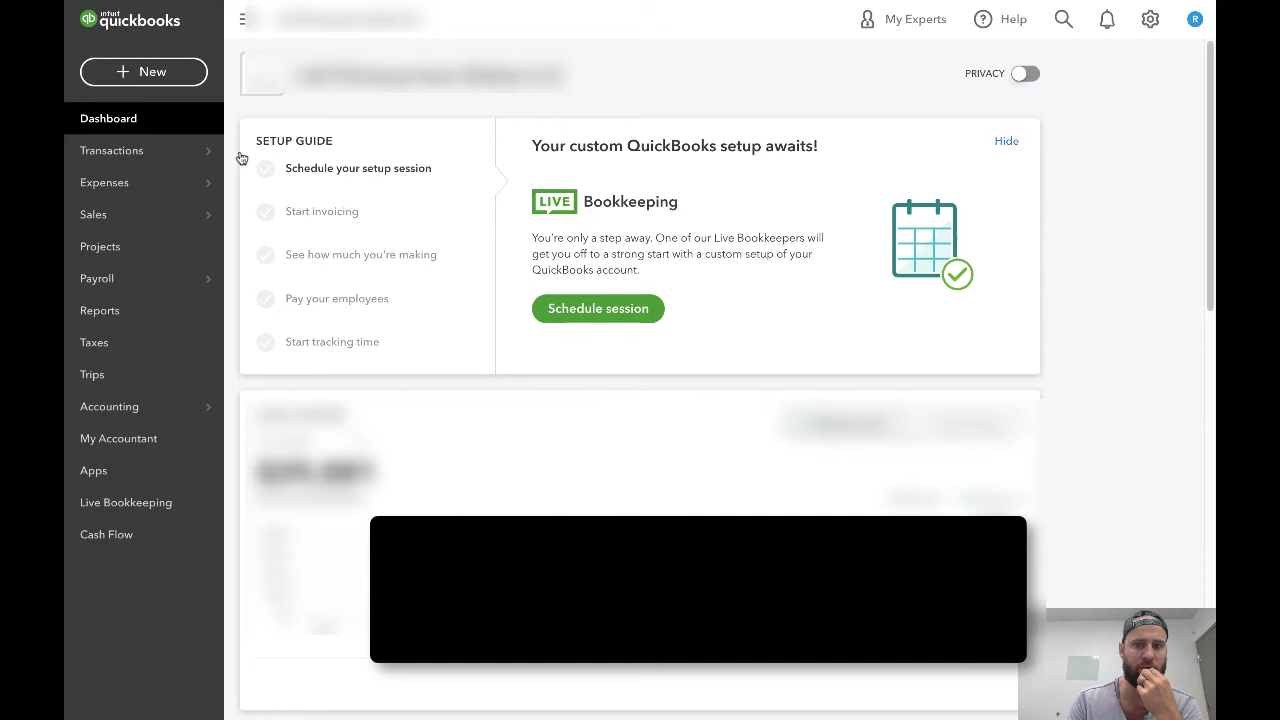 intuit
quickbooks
My Experts
Help
R
+ New
PRIVACY
Dashboard
Transactions
Expenses
Sales
Projects
Payroll
Reports
Taxes
Trips
Accounting
My Accountant
Apps
Live Bookkeeping
Cash Flow
SETUP GUIDE
Schedule your setup session
Start invoicing
See how much you're making
Pay your employees
Start tracking time
Your custom QuickBooks setup awaits!
Hide
LIVE Bookkeeping
You're only a step away. One of our Live Bookkeepers will
get you off to a strong start with a custom setup of your
QuickBooks account.
Schedule session